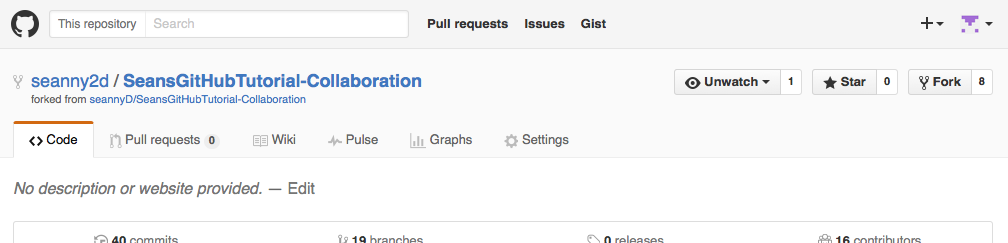 This repository Search Pull requests Issues Gist
seanny2d / SeansGitHubTutorial-Collaboration Unwatch 1 Star 0 Fork 8
forked from seannyD/SeansGitHubTutorial-Collaboration
Code Pull requests 0 Wiki Pulse Graphs Settings
No description or website provided. — Edit
40 commits 19 branches 0 releases 16 contributors